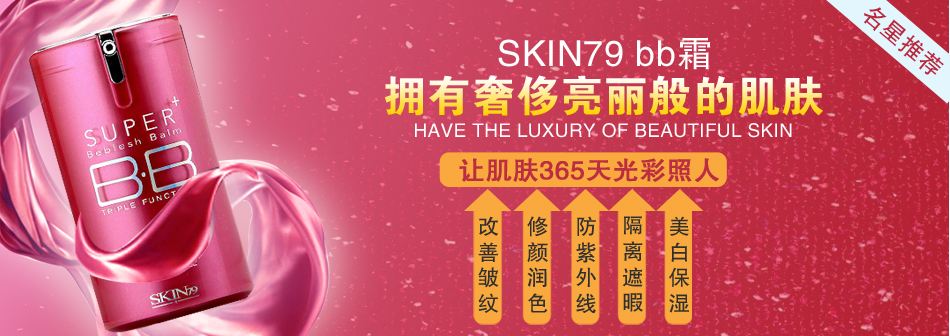 SKIN79 bb霜
拥有奢侈亮丽般的肌肤
HAVE THE LUXURY OF BEAUTIFUL SKIN
让肌肤365天光彩照人
改善皱纹
修颜润色
防紫外线
隔离遮暇
美白保湿
名星推荐
SUPER+
Beblesh Balm
B·B
TRIPLE FUNCT
SKIN79